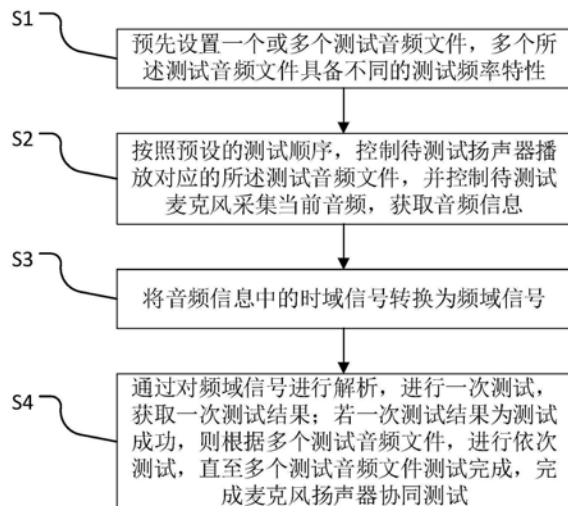 S1
预先设置一个或多个测试音频文件，多个所
述测试音频文件具备不同的测试频率特性
S2
按照预设的测试顺序，控制待测试扬声器播
放对应的所述测试音频文件，并控制待测试
麦克风采集当前音频，获取音频信息
S3
将音频信息中的时域信号转换为频域信号
S4
通过对频域信号进行解析，进行一次测试，
获取一次测试结果；若一次测试结果为测试
成功，则根据多个测试音频文件，进行依次
测试，直至多个测试音频文件测试完成，完
成麦克风扬声器协同测试